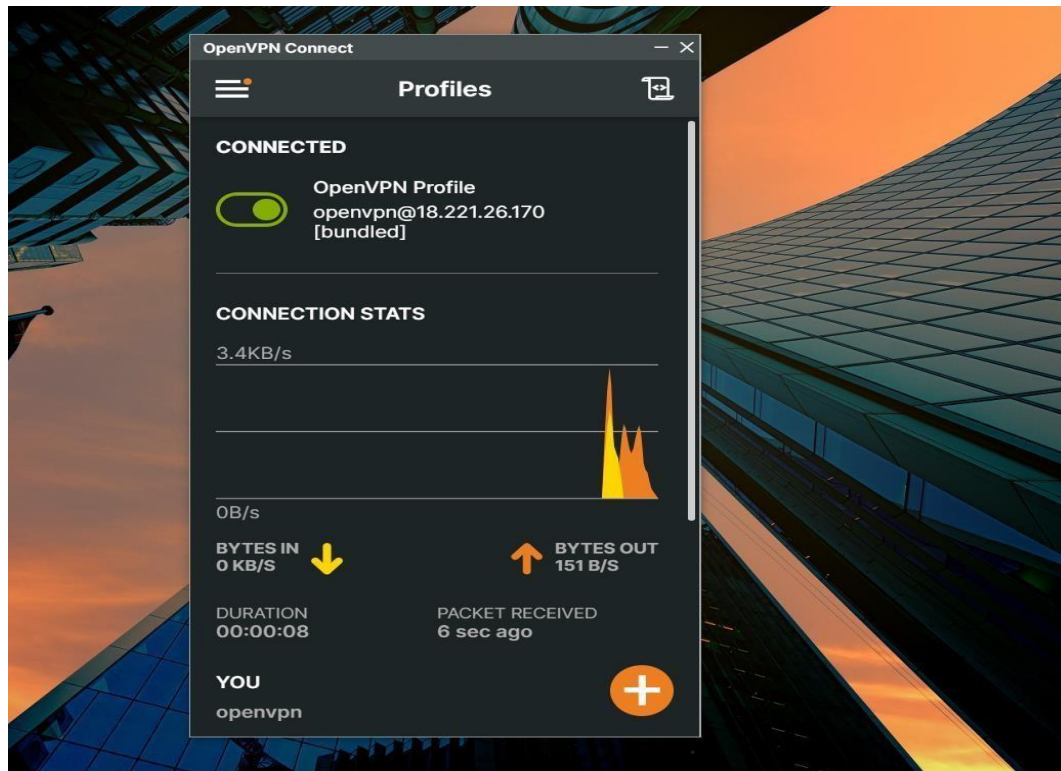 OpenVPN Connect
Profiles
CONNECTED
OpenVPN Profile
openvpn@18.221.26.170
[bundled]
CONNECTION STATS
3.4KB/s
0B/s
BYTES IN
0 KB/S
BYTES OUT
151 B/S
DURATION
00:00:08
PACKET RECEIVED
6 sec ago
YOU
openvpn